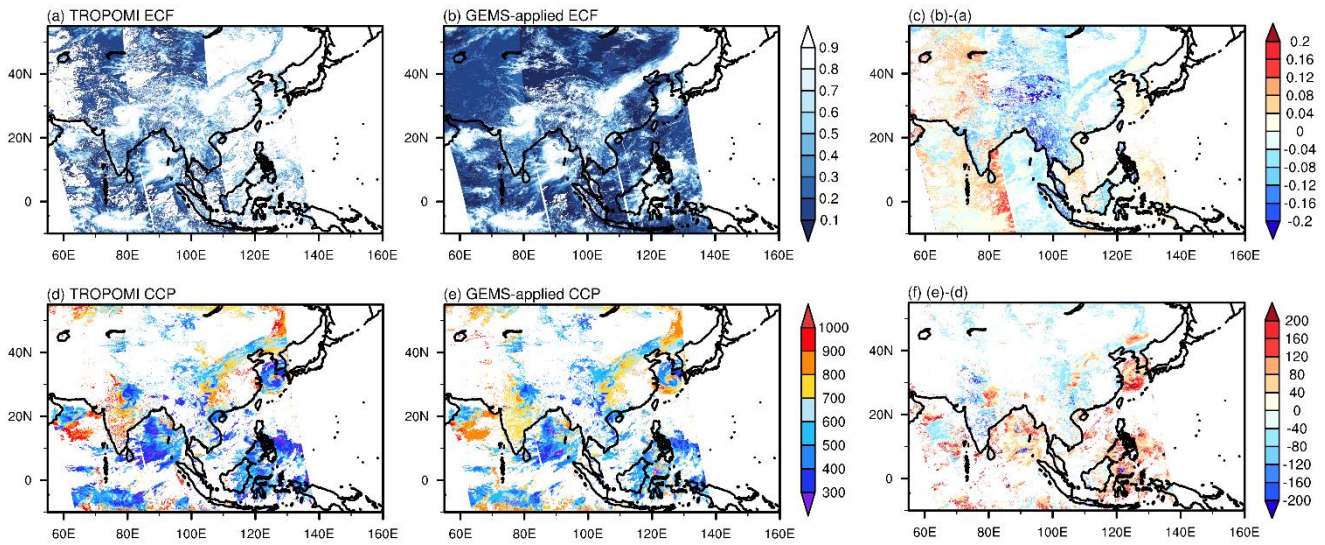 (a) TROPOMI ECF
(b) GEMS-applied ECF
(c) (b)-(a)
40N
20N
0
60E 80E 100E 120E 140E 160E
40N
20N
0
60E 80E 100E 120E 140E 160E
0.9
0.8
0.7
0.6
0.5
0.4
0.3
0.2
0.1
40N
20N
0
60E 80E 100E 120E 140E 160E
0.2
0.16
0.12
0.08
0.04
0
-0.04
-0.08
-0.12
-0.16
-0.2
(d) TROPOMI CCP
(e) GEMS-applied CCP
(f) (e)-(d)
40N
20N
0
60E 80E 100E 120E 140E 160E
40N
20N
0
60E 80E 100E 120E 140E 160E
1000
900
800
700
600
500
400
300
40N
20N
0
60E 80E 100E 120E 140E 160E
200
160
120
80
40
0
-40
-80
-120
-160
-200